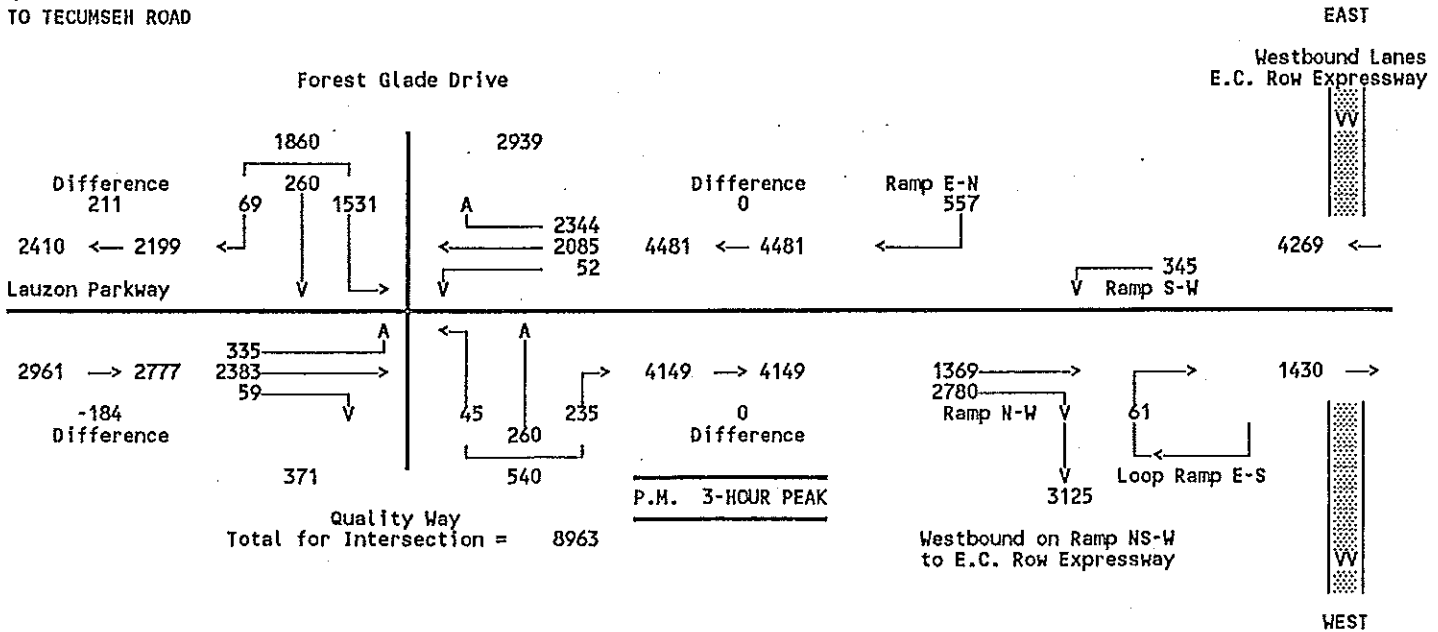 TO TECUMSEH ROAD
EAST
Westbound Lanes
E.C. Row Expressway
Forest Glade Drive
VV
1860 2939
Difference 260 Difference Ramp E-N
211 69 1531 A 0 557
2344
2410 <-- 2199 <- 2085 4481 <-- 4481 4269 <--
52 345
Lauzon Parkway V V V Ramp S-W
A A
335
2961 --> 2777 2383 4149 --> 4149 1369 1430 -->
59 2780
-184 V 45 235 0 Ramp N-W V 61
Difference 260 Difference
371 540 V Loop Ramp E-S
P.M. 3-HOUR PEAK 3125
Quality Way
Total for Intersection = 8963 Westbound on Ramp NS-W
to E.C. Row Expressway
VV
WEST